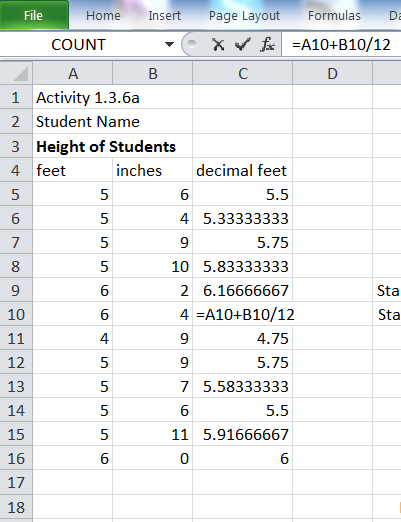 File Home Insert Page Layout Formulas Da
COUNT fx =A10+B10/12
A B C D
1 Activity 1.3.6a
2 Student Name
3 Height of Students
4 feet inches decimal feet
5 5 6 5.5
6 5 4 5.33333333
7 5 9 5.75
8 5 10 5.83333333
9 6 2 6.16666667 Sta
10 6 4 =A10+B10/12 Sta
11 4 9 4.75
12 5 9 5.75
13 5 7 5.58333333
14 5 6 5.5
15 5 11 5.91666667
16 6 0 6
17
18